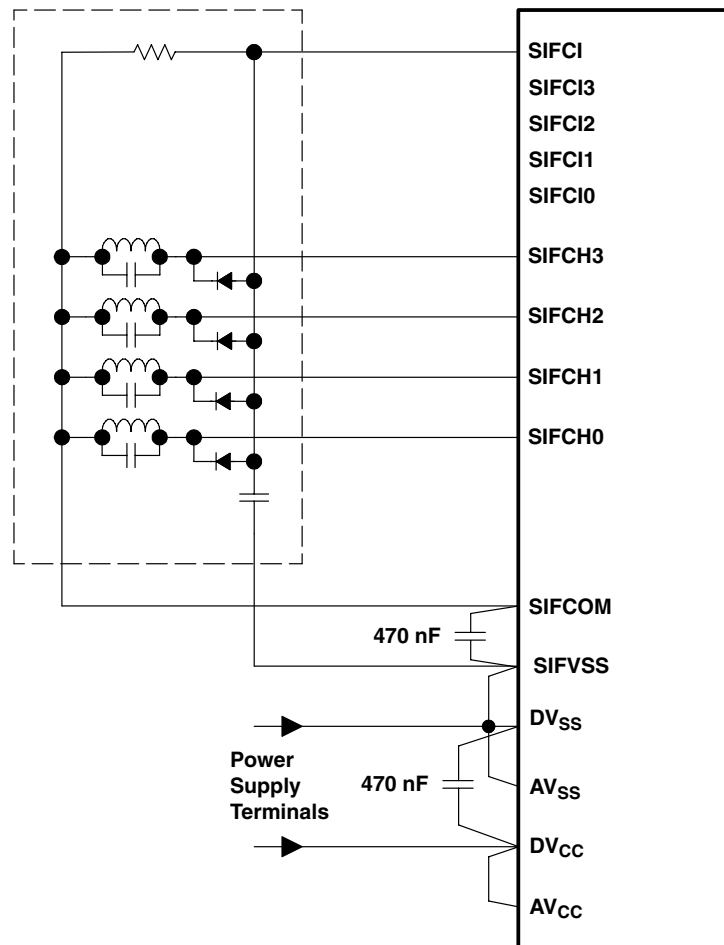 SIFCI
SIFCI3
SIFCI2
SIFCI1
SIFCI0
SIFCH3
SIFCH2
SIFCH1
SIFCH0
SIFCOM
470 nF
SIFVSS
DVSS
Power
Supply
Terminals
470 nF
AVSS
DVCC
AVCC